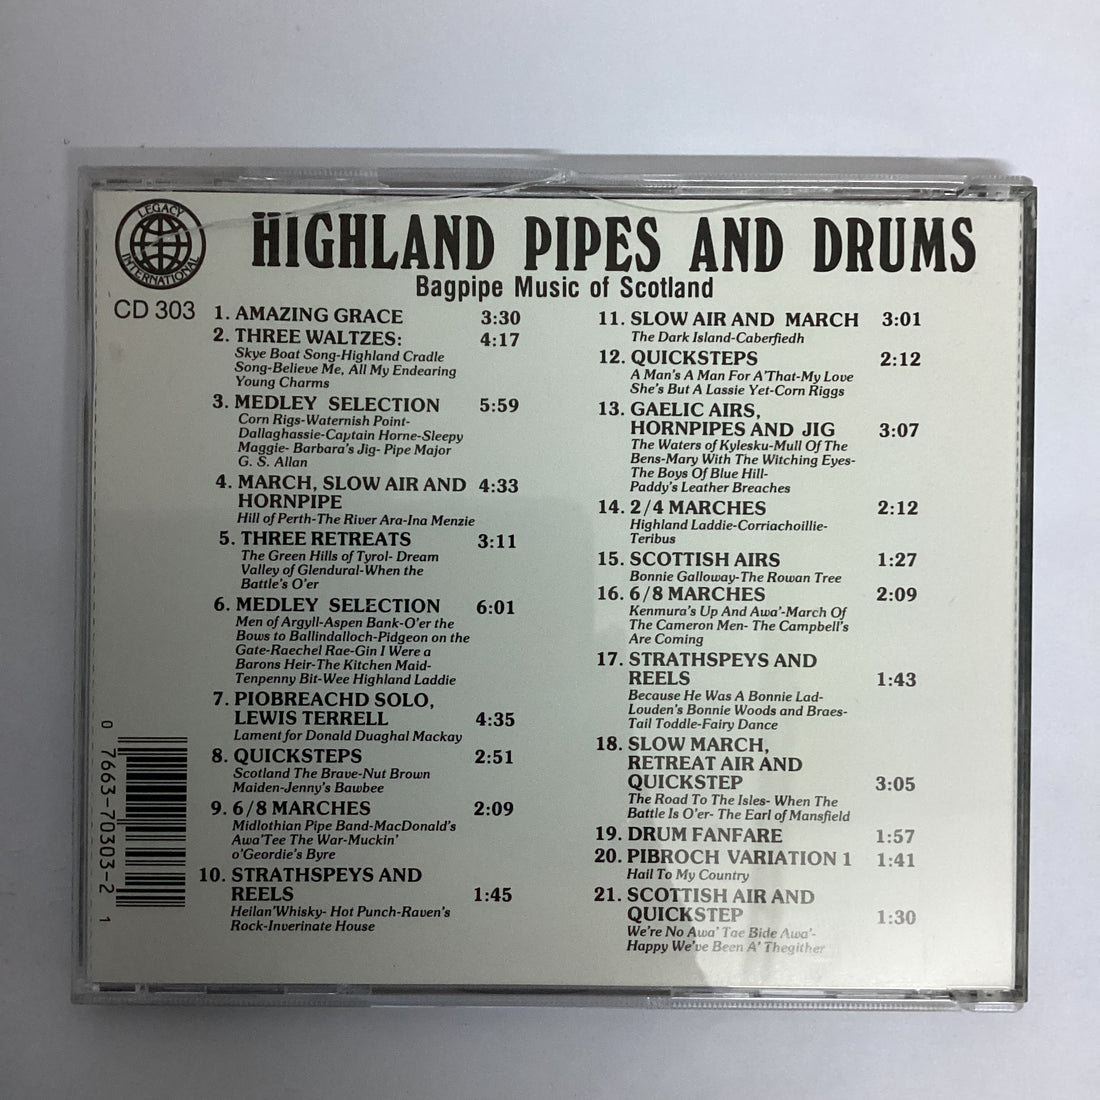 LEGACY
INTERNATIONAL
CD 303
HIGHLAND PIPES AND DRUMS
Bagpipe Music of Scotland
1. AMAZING GRACE 3:30
2. THREE WALTZES: 4:17
Skye Boat Song-Highland Cradle
Song-Believe Me, All My Endearing
Young Charms
3. MEDLEY SELECTION 5:59
Corn Rigs-Waternish Point-
Dallaghassie-Captain Horne-Sleepy
Maggie- Barbara's Jig- Pipe Major
G. S. Allan
4. MARCH, SLOW AIR AND 4:33
HORNPIPE
Hill of Perth-The River Ara-Ina Menzie
5. THREE RETREATS 3:11
The Green Hills of Tyrol- Dream
Valley of Glendural-When the
Battle's O'er
6. MEDLEY SELECTION 6:01
Men of Argyll-Aspen Bank-O'er the
Bows to Ballindalloch-Pidgeon on the
Gate-Raechel Rae-Gin I Were a
Barons Heir-The Kitchen Maid-
Tenpenny Bit-Wee Highland Laddie
7. PIOBREACHD SOLO,
LEWIS TERRELL 4:35
Lament for Donald Duaghal Mackay
8. QUICKSTEPS 2:51
Scotland The Brave-Nut Brown
Maiden-Jenny's Bawbee
9. 6/8 MARCHES 2:09
Midlothian Pipe Band-MacDonald's
Awa'Tee The War-Muckin'
o'Geordie's Byre
10. STRATHSPEYS AND
REELS 1:45
Heilan'Whisky- Hot Punch-Raven's
Rock-Inverinate House
11. SLOW AIR AND MARCH 3:01
The Dark Island-Caberfiedh
12. QUICKSTEPS 2:12
A Man's A Man For A'That-My Love
She's But A Lassie Yet-Corn Riggs
13. GAELIC AIRS,
HORNPIPES AND JIG 3:07
The Waters of Kylesku-Mull Of The
Bens-Mary With The Witching Eyes-
The Boys Of Blue Hill-
Paddy's Leather Breaches
14. 2/4 MARCHES 2:12
Highland Laddie-Corriachoillie-
Teribus
15. SCOTTISH AIRS 1:27
Bonnie Galloway-The Rowan Tree
16. 6/8 MARCHES 2:09
Kenmura's Up And Awa'-March Of
The Cameron Men- The Campbell's
Are Coming
17. STRATHSPEYS AND
REELS 1:43
Because He Was A Bonnie Lad-
Louden's Bonnie Woods and Braes-
Tail Toddle-Fairy Dance
18. SLOW MARCH,
RETREAT AIR AND
QUICKSTEP 3:05
The Road To The Isles- When The
Battle Is O'er- The Earl of Mansfield
19. DRUM FANFARE 1:57
20. PIBROCH VARIATION 1 1:41
Hail To My Country
21. SCOTTISH AIR AND
QUICKSTEP 1:30
We're No Awa' Tae Bide Awa'-
Happy We've Been A' Thegither
0 7663-70303-2 1